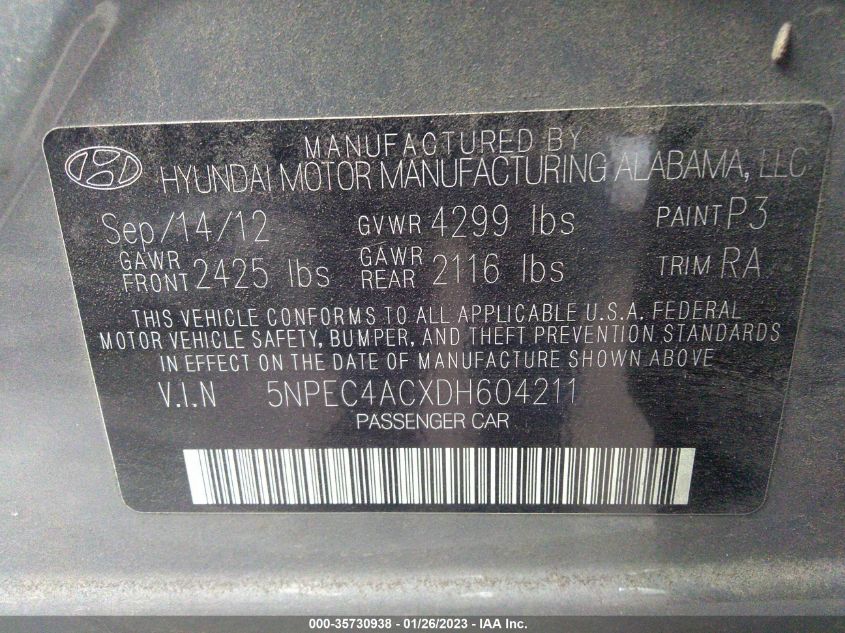 MANUFACTURED BY
HYUNDAI MOTOR MANUFACTURING ALABAMA, LLC
Sep/14/12 GVWR 4299 lbs PAINT P3
GAWR FRONT 2425 lbs GAWR REAR 2116 lbs TRIM RA
THIS VEHICLE CONFORMS TO ALL APPLICABLE U.S.A. FEDERAL
MOTOR VEHICLE SAFETY, BUMPER, AND THEFT PREVENTION STANDARDS
IN EFFECT ON THE DATE OF MANUFACTURE SHOWN ABOVE
V.I.N 5NPEC4ACXDH604211
PASSENGER CAR
000-35730938 - 01/26/2023 - IAA Inc.